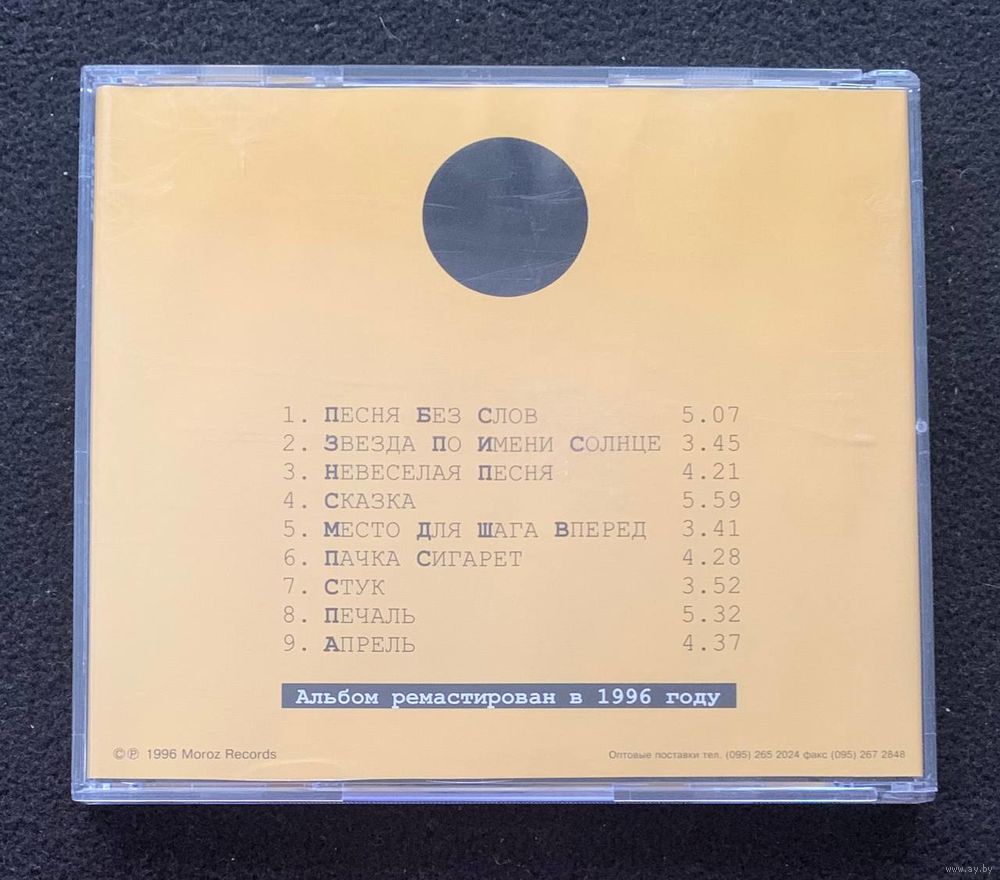 1. ПЕСНЯ БЕЗ СЛОВ 5.07
2. ЗВЕЗДА ПО ИМЕНИ СОЛНЦЕ 3.45
3. НЕВЕСЕЛАЯ ПЕСНЯ 4.21
4. СКАЗКА 5.59
5. МЕСТО ДЛЯ ШАГА ВПЕРЕД 3.41
6. ПАЧКА СИГАРЕТ 4.28
7. СТУК 3.52
8. ПЕЧАЛЬ 5.32
9. АПРЕЛЬ 4.37
Альбом ремастирован в 1996 году
©℗ 1996 Moroz Records
Оптовые поставки тел. (095) 265 2024 факс (095) 267 2848
www.ay.by